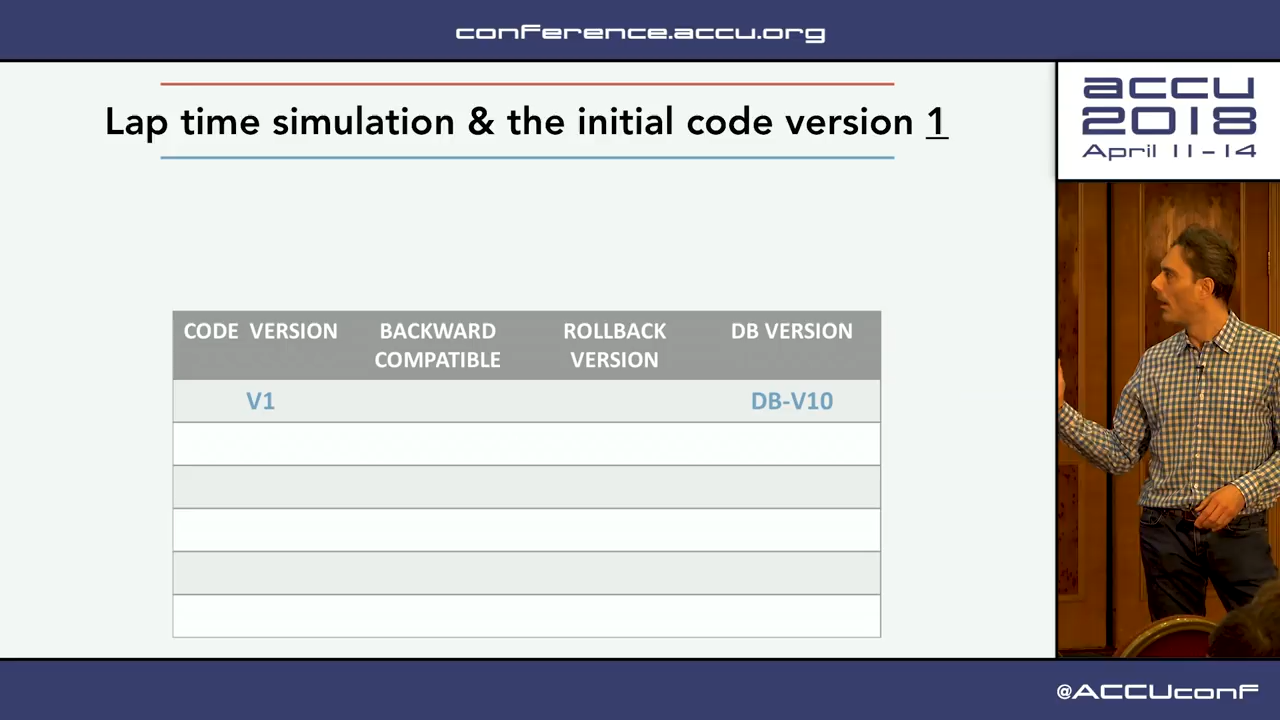 conference.accu.org
Lap time simulation & the initial code version 1
accu
2018
April 11-14
CODE VERSION BACKWARD COMPATIBLE ROLLBACK VERSION DB VERSION
V1 DB-V10
@ACCUconf